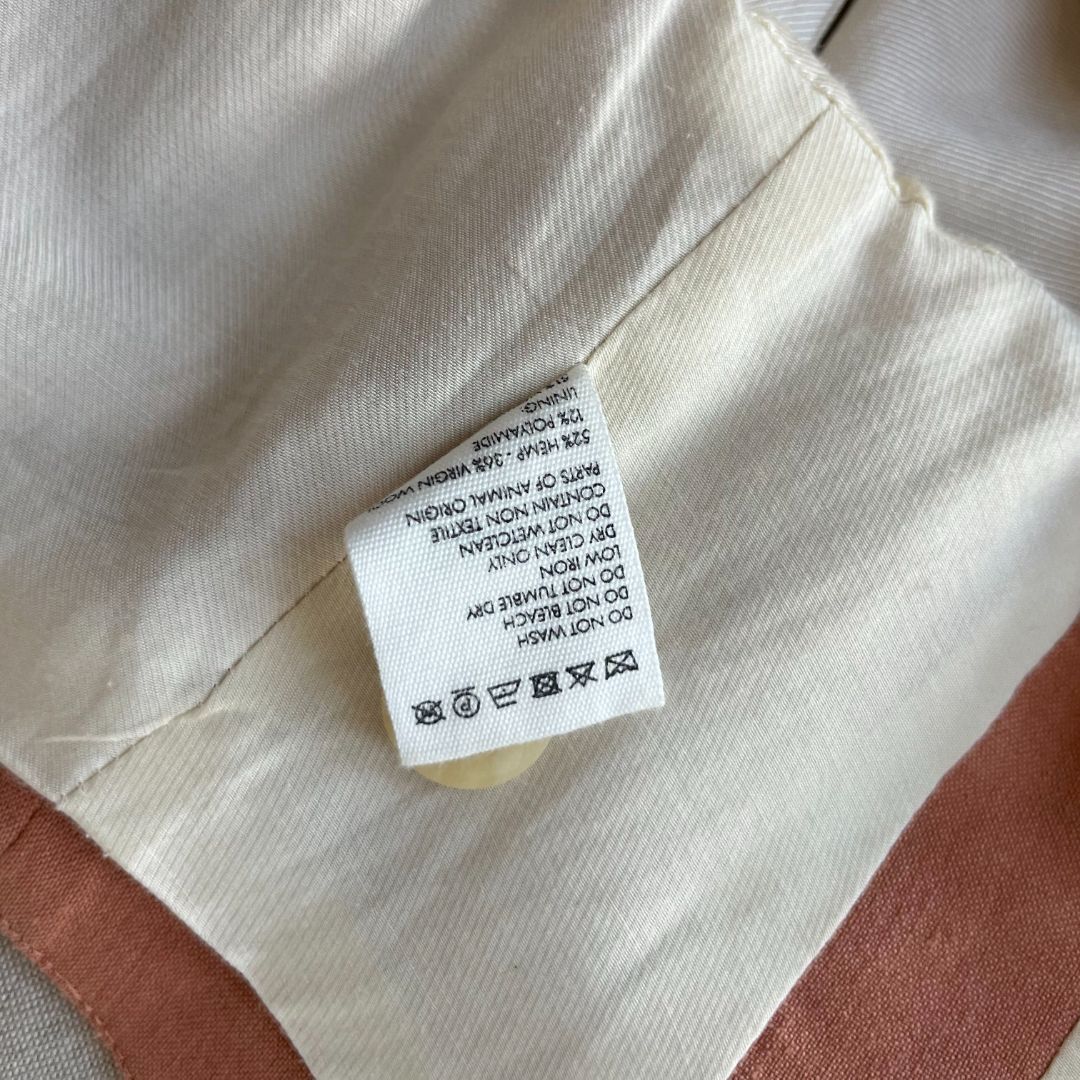 DO NOT WASH
DO NOT BLEACH
DO NOT TUMBLE DRY
LOW IRON
DRY CLEAN ONLY
DO NOT WETCLEAN
CONTAIN NON TEXTILE
PARTS OF ANIMAL ORIGIN
52% HEMP - 36% VIRGIN WOOL
12% POLYAMIDE
LINING: